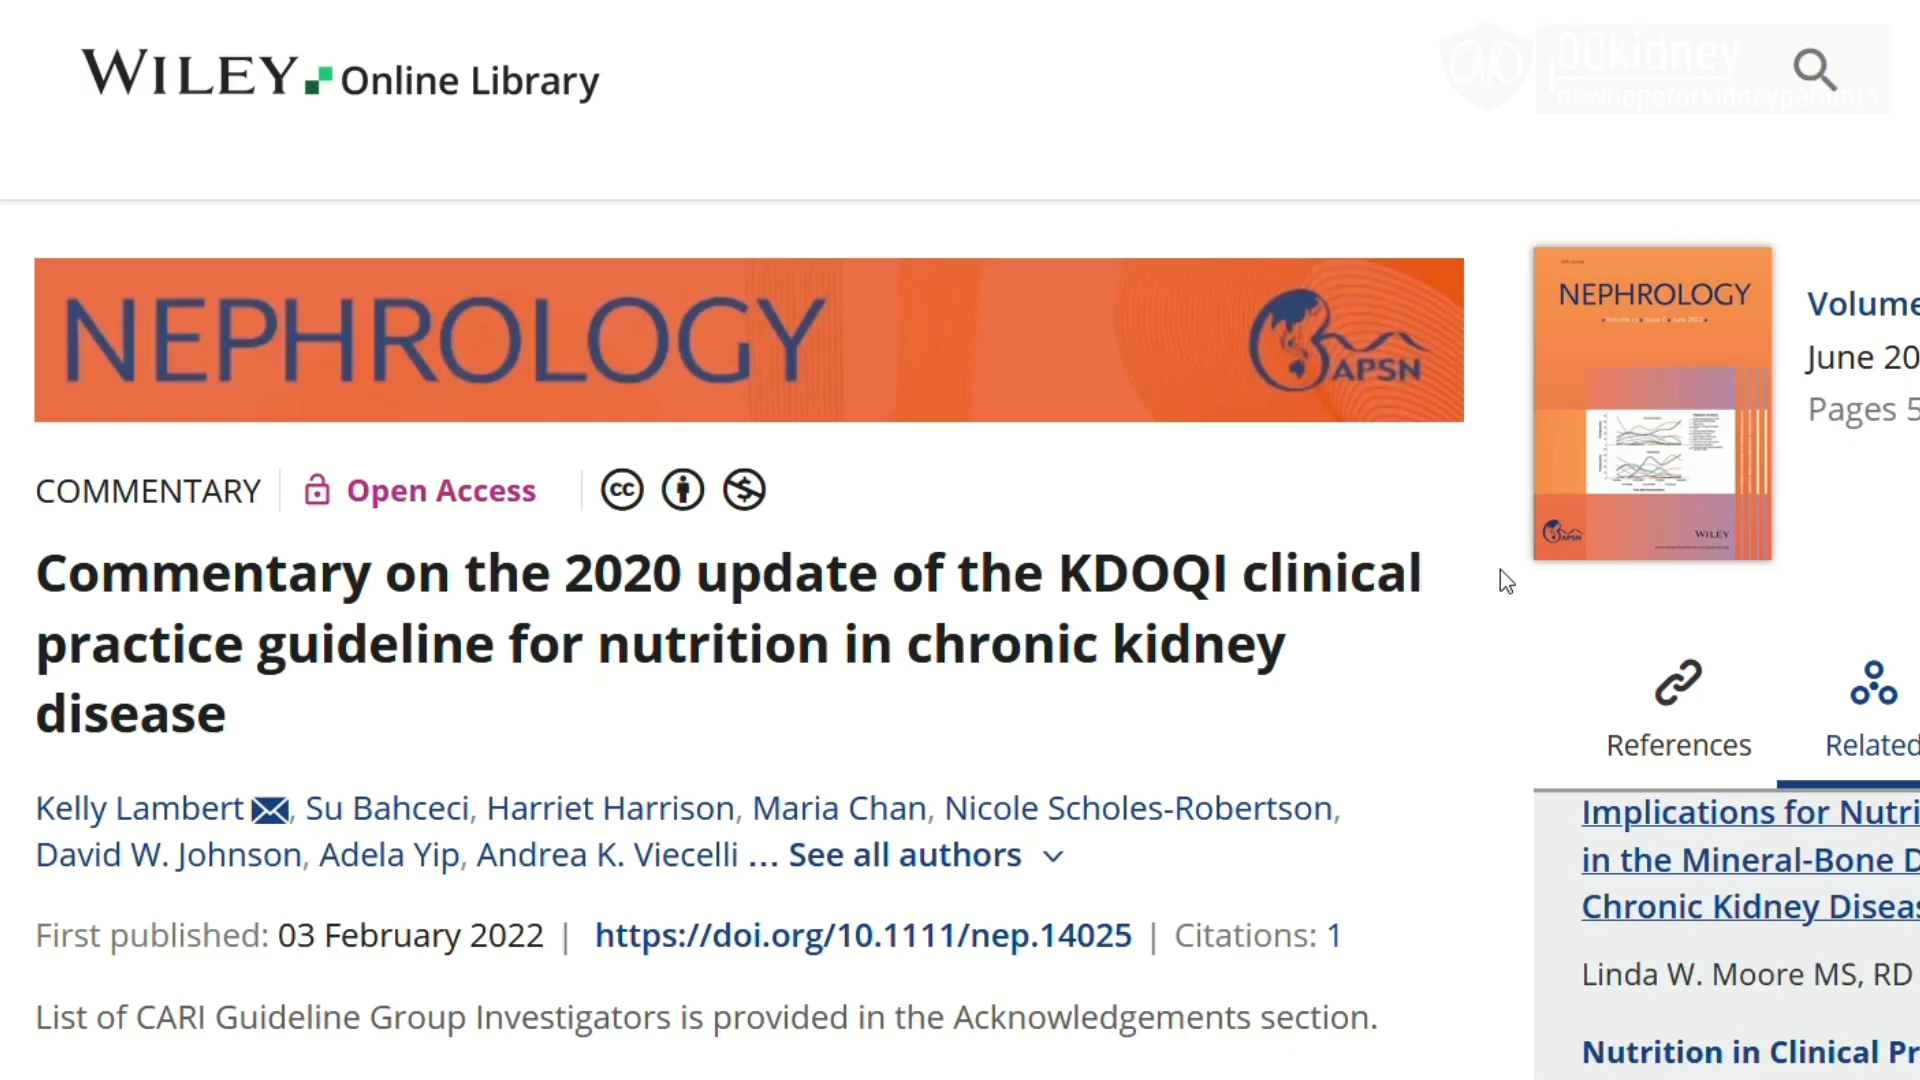 WILEY Online Library
00kidney
newhopeforkidneypatients
NEPHROLOGY
APSN
COMMENTARY
Open Access
cc
Commentary on the 2020 update of the KDOQI clinical
practice guideline for nutrition in chronic kidney
disease
Kelly Lambert, Su Bahceci, Harriet Harrison, Maria Chan, Nicole Scholes-Robertson,
David W. Johnson, Adela Yip, Andrea K. Viecelli ... See all authors
First published: 03 February 2022 | https://doi.org/10.1111/nep.14025 | Citations: 1
List of CARI Guideline Group Investigators is provided in the Acknowledgements section.
NEPHROLOGY
APSN
WILEY
Volume
June 20
Pages 5
References
Related
Implications for Nutri
in the Mineral-Bone D
Chronic Kidney Diseas
Linda W. Moore MS, RD
Nutrition in Clinical Pr